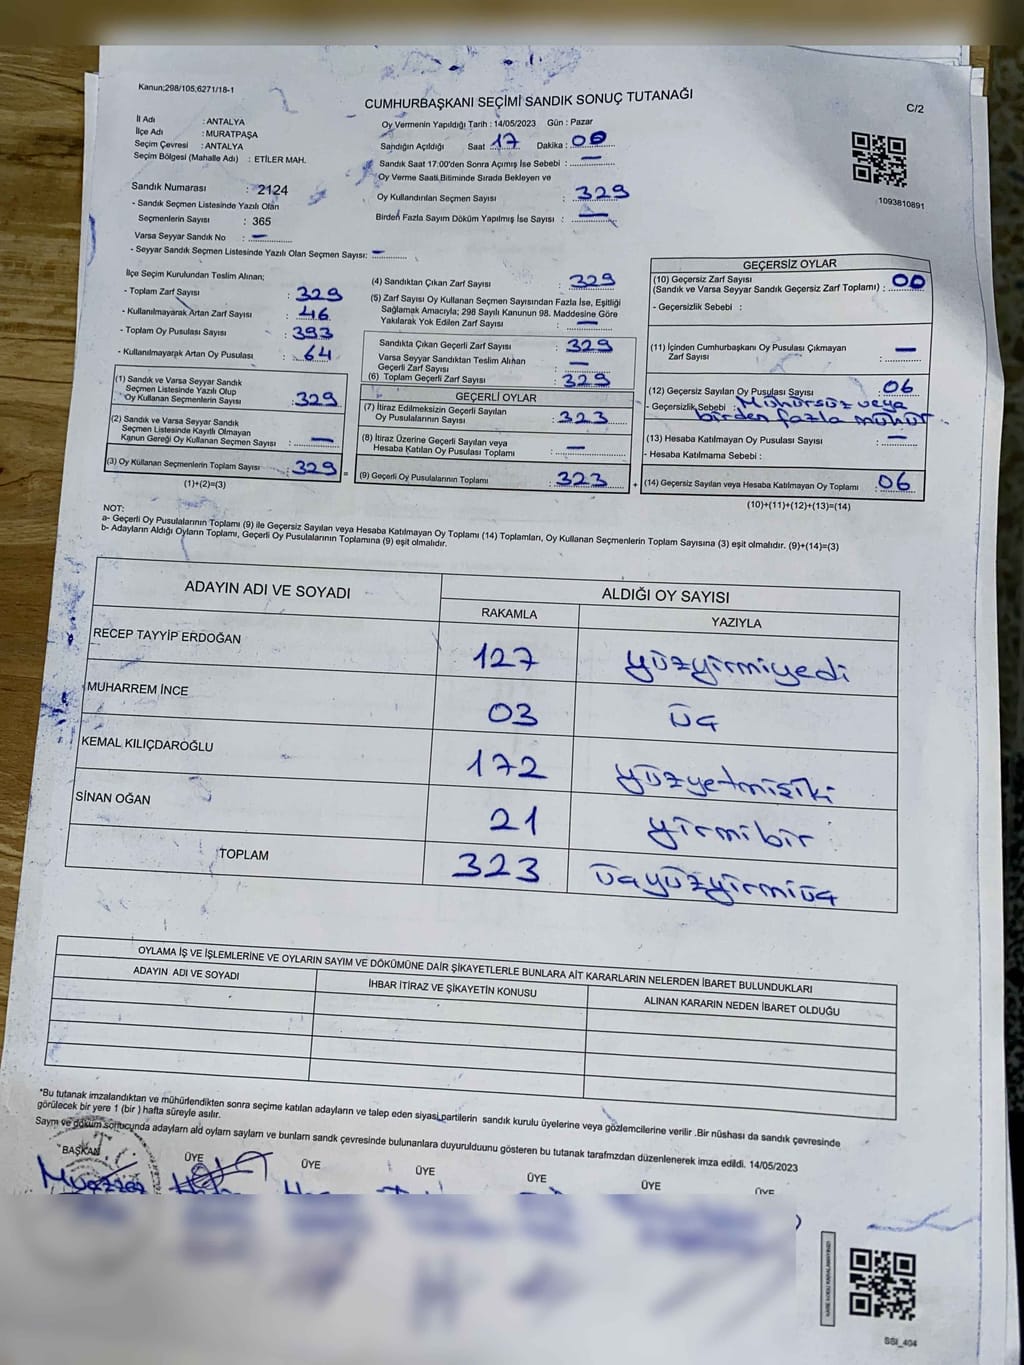 Kanun;298/105,6271/18-1
CUMHURBAŞKANI SEÇİMİ SANDIK SONUÇ TUTANAĞI
C/2
İl Adı : ANTALYA
İlçe Adı : MURATPAŞA
Seçim Çevresi : ANTALYA
Seçim Bölgesi (Mahalle Adı) : ETİLER MAH.
Oy Vermenin Yapıldığı Tarih : 14/05/2023 Gün : Pazar
Sandığın Açıldığı Saat 17 Dakika : 00
Sandık Saat 17:00'den Sonra Açımış İse Sebebi : —
Oy Verme Saati Bitiminde Sırada Bekleyen ve
Oy Kullandırılan Seçmen Sayısı : 329
Birden Fazla Sayım Döküm Yapılmış İse Sayısı : —
1093810891
Sandık Numarası : 2124
- Sandık Seçmen Listesinde Yazılı Olan
Seçmenlerin Sayısı : 365
Varsa Seyyar Sandık No : —
- Seyyar Sandık Seçmen Listesinde Yazılı Olan Seçmen Sayısı: —
İlçe Seçim Kurulundan Teslim Alınan;
- Toplam Zarf Sayısı : 329
- Kullanılmayarak Artan Zarf Sayısı : 46
- Toplam Oy Pusulası Sayısı : 393
- Kullanılmayarak Artan Oy Pusulası : 64
(1) Sandık ve Varsa Seyyar Sandık
Seçmen Listesinde Yazılı Olup
Oy Kullanan Seçmenlerin Sayısı : 329
(2) Sandık ve Varsa Seyyar Sandık
Seçmen Listesinde Kayıtlı Olmayan
Kanun Gereği Oy Kullanan Seçmen Sayısı : —
(3) Oy Kullanan Seçmenlerin Toplam Sayısı : 329
(1)+(2)=(3)
(4) Sandıktan Çıkan Zarf Sayısı : 329
(5) Zarf Sayısı Oy Kullanan Seçmen Sayısından Fazla İse, Eşitliği
Sağlamak Amacıyla; 298 Sayılı Kanunun 98. Maddesine Göre
Yakılarak Yok Edilen Zarf Sayısı : —
Sandıkta Çıkan Geçerli Zarf Sayısı : 329
Varsa Seyyar Sandıktan Teslim Alınan
Geçerli Zarf Sayısı : —
(6) Toplam Geçerli Zarf Sayısı : 329
GEÇERLİ OYLAR
(7) İtiraz Edilmeksizin Geçerli Sayılan
Oy Pusulalarının Sayısı : 323
(8) İtiraz Üzerine Geçerli Sayılan veya
Hesaba Katılan Oy Pusulası Toplamı : —
(9) Geçerli Oy Pusulalarının Toplamı : 323
GEÇERSİZ OYLAR
(10) Geçersiz Zarf Sayısı
(Sandık ve Varsa Seyyar Sandık Geçersiz Zarf Toplamı) : 00
- Geçersizlik Sebebi :
(11) İçinden Cumhurbaşkanı Oy Pusulası Çıkmayan
Zarf Sayısı : —
(12) Geçersiz Sayılan Oy Pusulası Sayısı : 06
- Geçersizlik Sebebi : Mühürsüz veya
birden fazla mühür
(13) Hesaba Katılmayan Oy Pusulası Sayısı : —
- Hesaba Katılmama Sebebi :
(14) Geçersiz Sayılan veya Hesaba Katılmayan Oy Toplamı : 06
(10)+(11)+(12)+(13)=(14)
NOT:
a- Geçerli Oy Pusulalarının Toplamı (9) ile Geçersiz Sayılan veya Hesaba Katılmayan Oy Toplamı (14) Toplamları, Oy Kullanan Seçmenlerin Toplam Sayısına (3) eşit olmalıdır. (9)+(14)=(3)
b- Adayların Aldığı Oyların Toplamı, Geçerli Oy Pusulalarının Toplamına (9) eşit olmalıdır.
ADAYIN ADI VE SOYADI ALDIĞI OY SAYISI
RAKAMLA YAZIYLA
RECEP TAYYİP ERDOĞAN 127 yüzyirmiyedi
MUHARREM İNCE 03 üç
KEMAL KILIÇDAROĞLU 172 yüzyetmişiki
SİNAN OĞAN 21 yirmibir
TOPLAM 323 üçyüzyirmiüç
OYLAMA İŞ VE İŞLEMLERİNE VE OYLARIN SAYIM VE DÖKÜMÜNE DAİR ŞİKAYETLERLE BUNLARA AİT KARARLARIN NELERDEN İBARET BULUNDUKLARI
ADAYIN ADI VE SOYADI İHBAR İTİRAZ VE ŞİKAYETİN KONUSU ALINAN KARARIN NEDEN İBARET OLDUĞU
*Bu tutanak imzalandıktan ve mühürlendikten sonra seçime katılan adayların ve talep eden siyasi partilerin sandık kurulu üyelerine veya gözlemcilerine verilir .Bir nüshası da sandık çevresinde
görülecek bir yere 1 (bir ) hafta süreyle asılır.
Sayım ve döküm sonucunda adayları ald oylarn sayları ve bunlarn sandk çevresinde bulunanlara duyurulduunu gösteren bu tutanak tarafmzdan düzenlenerek imza edildi. 14/05/2023
BAŞKAN ÜYE ÜYE ÜYE ÜYE ÜYE ÜYE
SSI_404